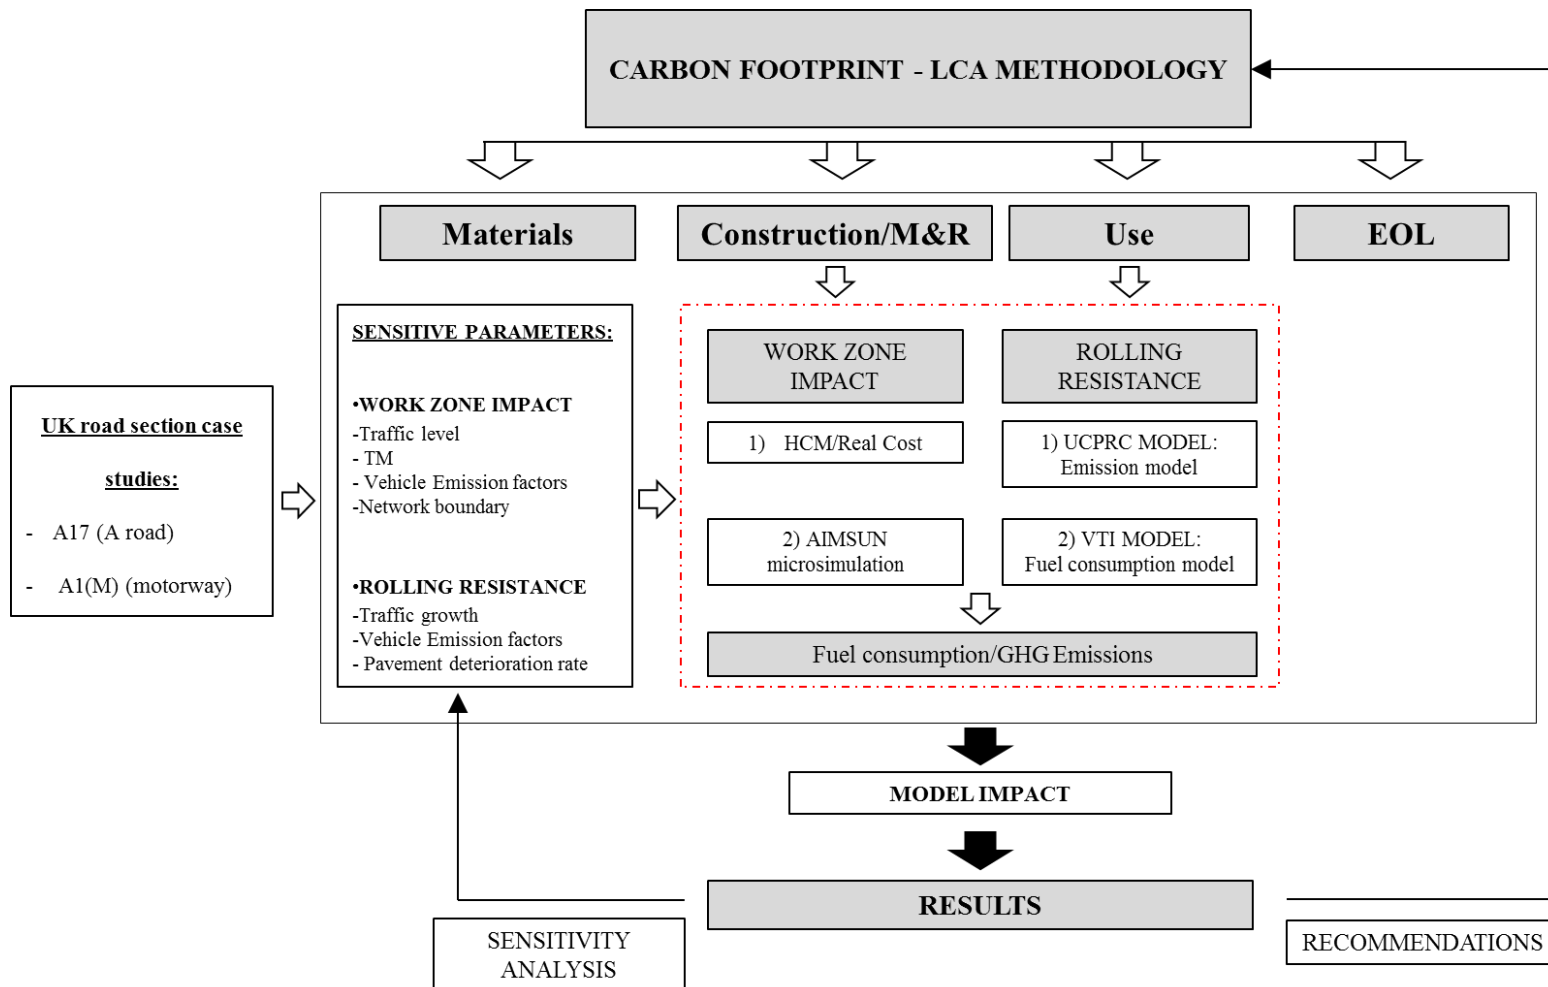 CARBON FOOTPRINT - LCA METHODOLOGY
Materials
Construction/M&R
Use
EOL
UK road section case
studies:
- A17 (A road)
- A1(M) (motorway)
SENSITIVE PARAMETERS:
•WORK ZONE IMPACT
-Traffic level
- TM
- Vehicle Emission factors
-Network boundary
•ROLLING RESISTANCE
-Traffic growth
-Vehicle Emission factors
- Pavement deterioration rate
WORK ZONE
IMPACT
1) HCM/Real Cost
2) AIMSUN
microsimulation
ROLLING
RESISTANCE
1) UCPRC MODEL:
Emission model
2) VTI MODEL:
Fuel consumption model
Fuel consumption/GHG Emissions
MODEL IMPACT
RESULTS
SENSITIVITY
ANALYSIS
RECOMMENDATIONS